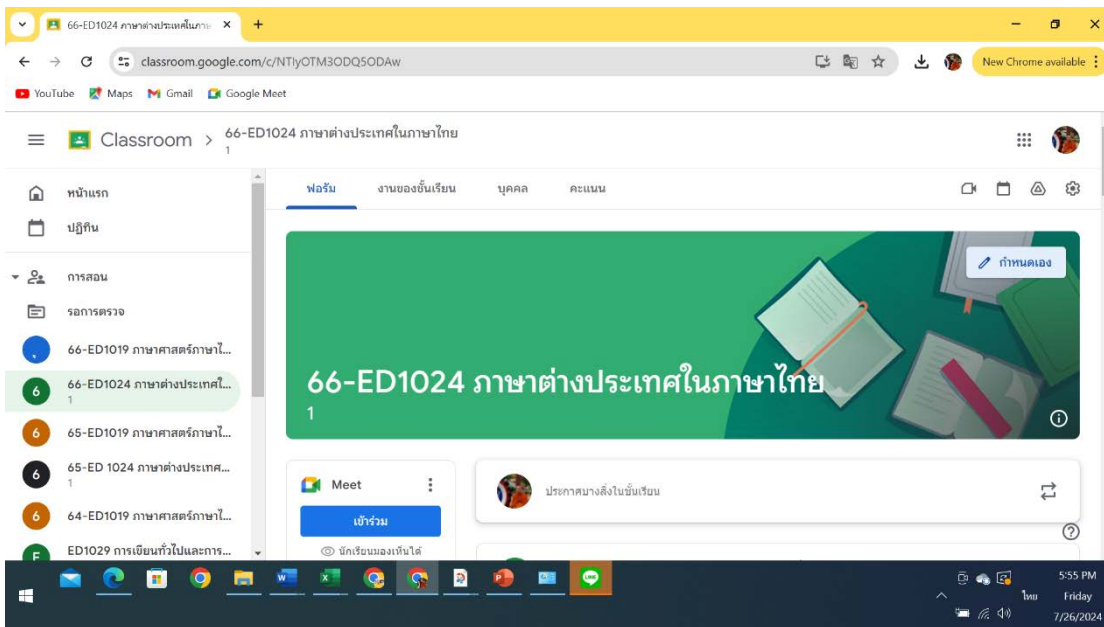 66-ED1024 ภาษาต่างประเทศในภาษ
classroom.google.com/c/NTIyOTM3ODQ5ODAw
New Chrome available
YouTube Maps Gmail Google Meet
Classroom > 66-ED1024 ภาษาต่างประเทศในภาษาไทย
1
หน้าแรก
ปฏิทิน
การสอน
รอการตรวจ
66-ED1019 ภาษาศาสตร์ภาษาไ...
6 66-ED1024 ภาษาต่างประเทศใ...
1
6 65-ED1019 ภาษาศาสตร์ภาษาไ...
6 65-ED 1024 ภาษาต่างประเทศ...
1
6 64-ED1019 ภาษาศาสตร์ภาษาไ...
E ED1029 การเขียนทั่วไปและการ...
ฟอรัม งานของชั้นเรียน บุคคล คะแนน
กำหนดเอง
66-ED1024 ภาษาต่างประเทศในภาษาไทย
1
Meet
เข้าร่วม
นักเรียนมองเห็นได้
ประกาศบางสิ่งในชั้นเรียน
5:55 PM
ไทย Friday
7/26/2024